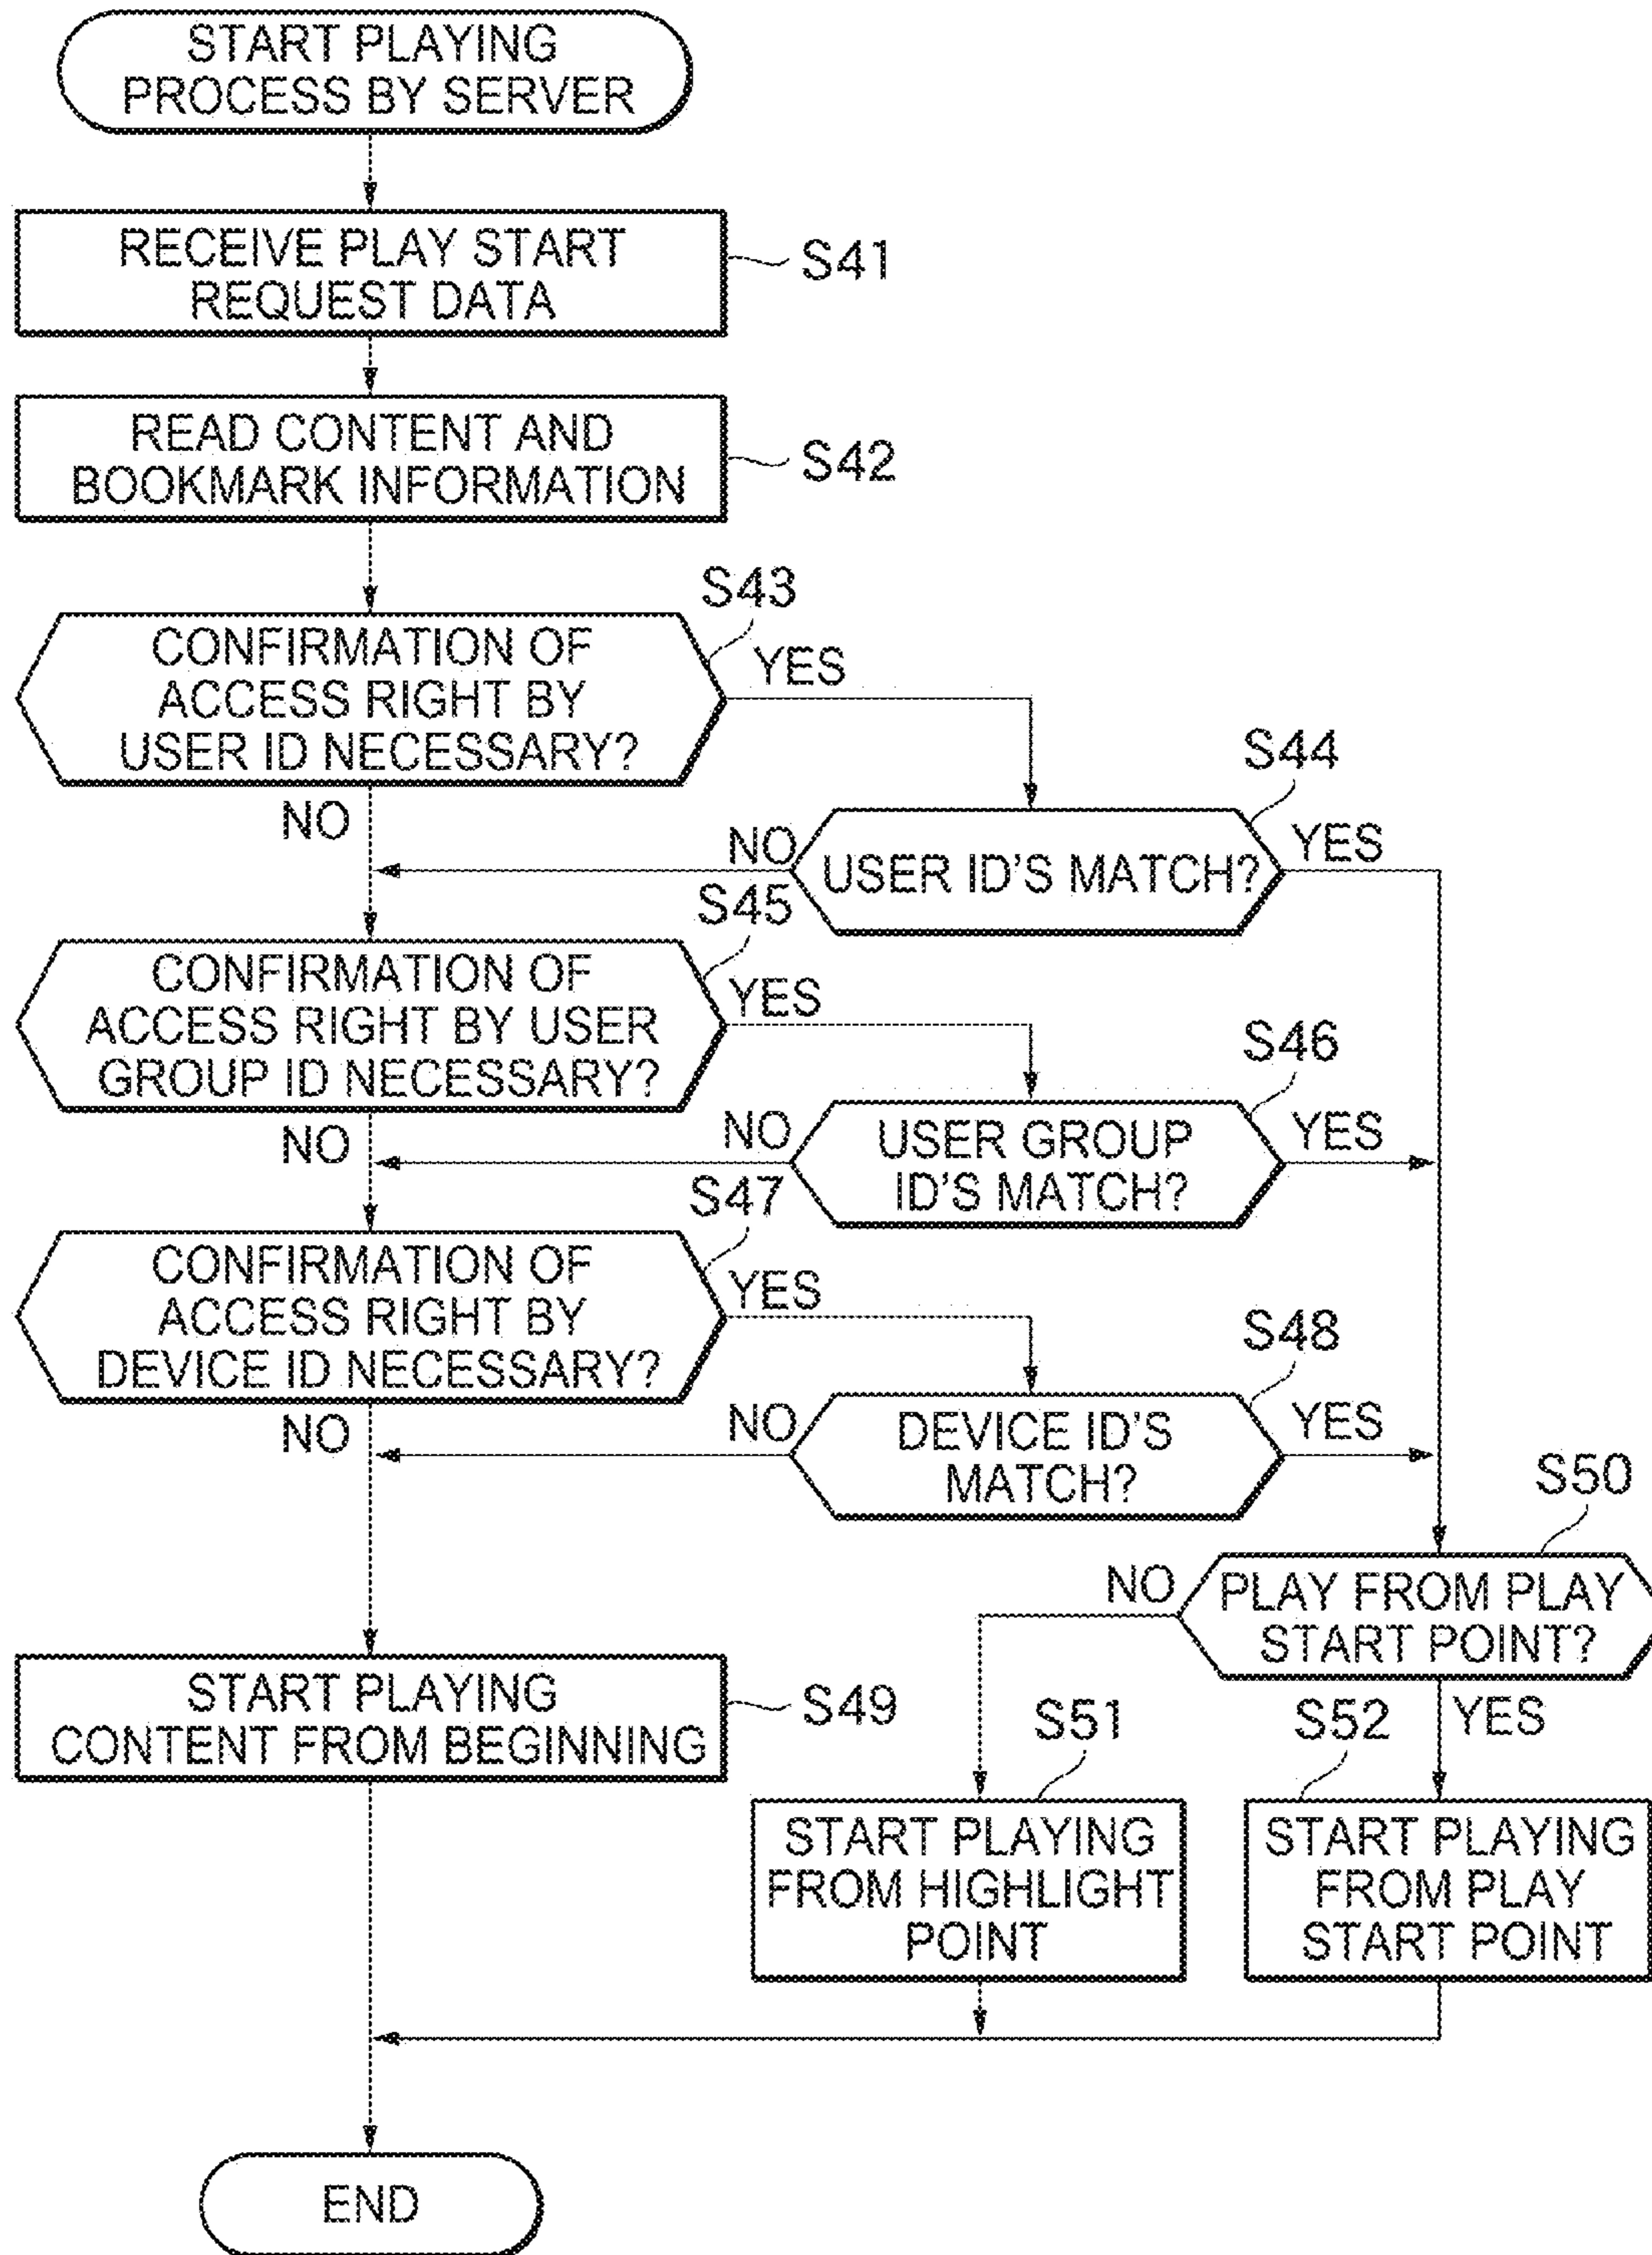 START PLAYING
PROCESS BY SERVER
RECEIVE PLAY START
REQUEST DATA
S41
READ CONTENT AND
BOOKMARK INFORMATION
S42
S43
CONFIRMATION OF
ACCESS RIGHT BY
USER ID NECESSARY?
YES
NO
S44
USER ID'S MATCH?
NO
YES
S45
CONFIRMATION OF
ACCESS RIGHT BY USER
GROUP ID NECESSARY?
YES
NO
S46
USER GROUP
ID'S MATCH?
NO
YES
S47
CONFIRMATION OF
ACCESS RIGHT BY
DEVICE ID NECESSARY?
YES
NO
S48
DEVICE ID'S
MATCH?
NO
YES
S50
PLAY FROM PLAY
START POINT?
NO
YES
START PLAYING
CONTENT FROM BEGINNING
S49
S51
START PLAYING
FROM HIGHLIGHT
POINT
S52
START PLAYING
FROM PLAY
START POINT
END